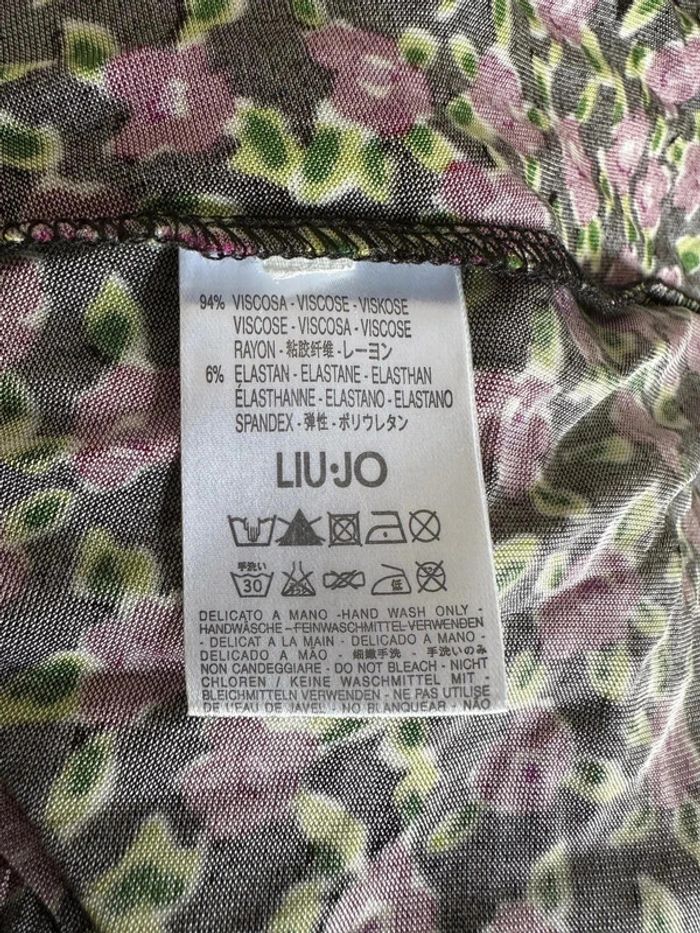 94% VISCOSA - VISCOSE - VISKOSE
VISCOSE - VISCOSA - VISCOSE
RAYON - 粘胶纤维 - レーヨン
6% ELASTAN - ELASTANE - ELASTHAN
ÉLASTHANNE - ELASTANO - ELASTANO
SPANDEX - 弹性 - ポリウレタン
LIU·JO
手洗い
30 低
DELICATO A MANO - HAND WASH ONLY -
HANDWÄSCHE - FEINWASCHMITTEL VERWENDEN
- DELICAT A LA MAIN - DELICADO A MANO -
DELICADO A MÃO - 細緻手洗 - 手洗いのみ
NON CANDEGGIARE - DO NOT BLEACH - NICHT
CHLOREN / KEINE WASCHMITTEL MIT -
BLEICHMITTELN VERWENDEN - NE PAS UTILISE
DE L'EAU DE JAVEL - NO BLANQUEAR - NÃO